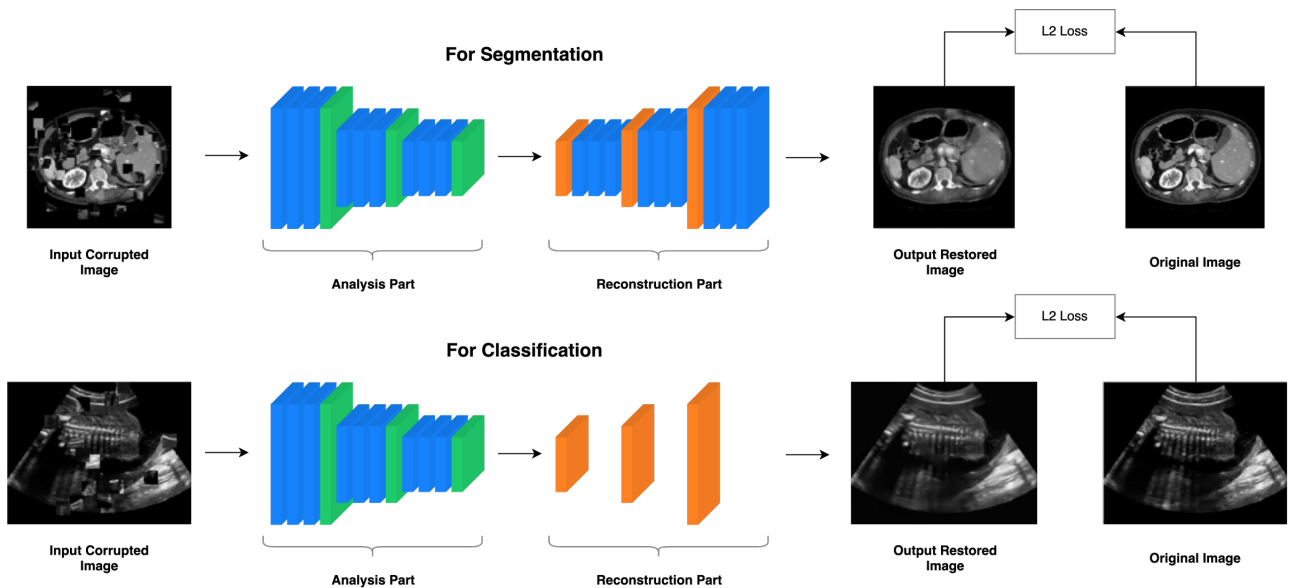 L2 Loss
For Segmentation
Input Corrupted
Image
Analysis Part
Reconstruction Part
Output Restored
Image
Original Image
L2 Loss
For Classification
Input Corrupted
Image
Analysis Part
Reconstruction Part
Output Restored
Image
Original Image